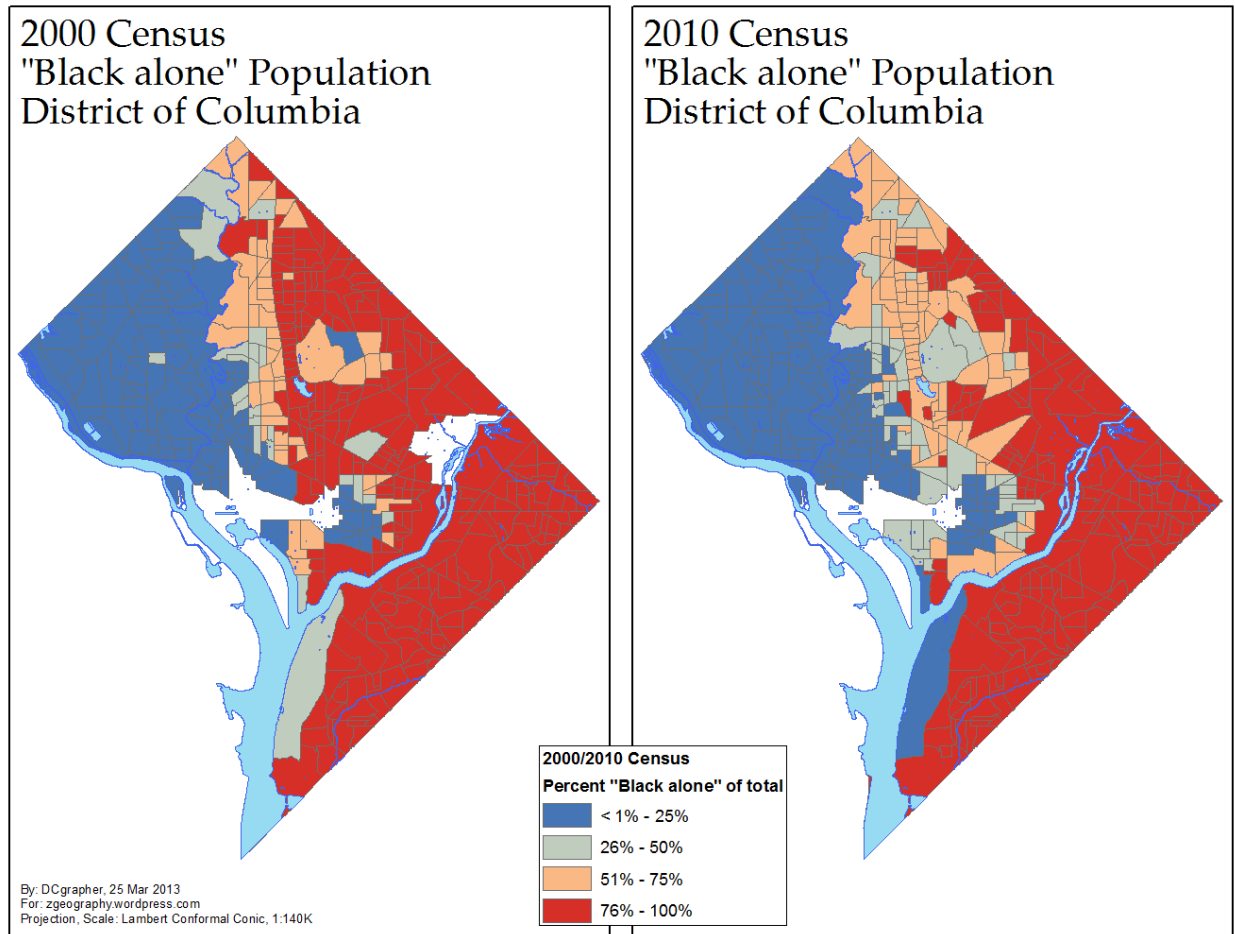 2000 Census
"Black alone" Population
District of Columbia
2010 Census
"Black alone" Population
District of Columbia
2000/2010 Census
Percent "Black alone" of total
< 1% - 25%
26% - 50%
51% - 75%
76% - 100%
By: DCgrapher, 25 Mar 2013
For: zgeography.wordpress.com
Projection, Scale: Lambert Conformal Conic, 1:140K